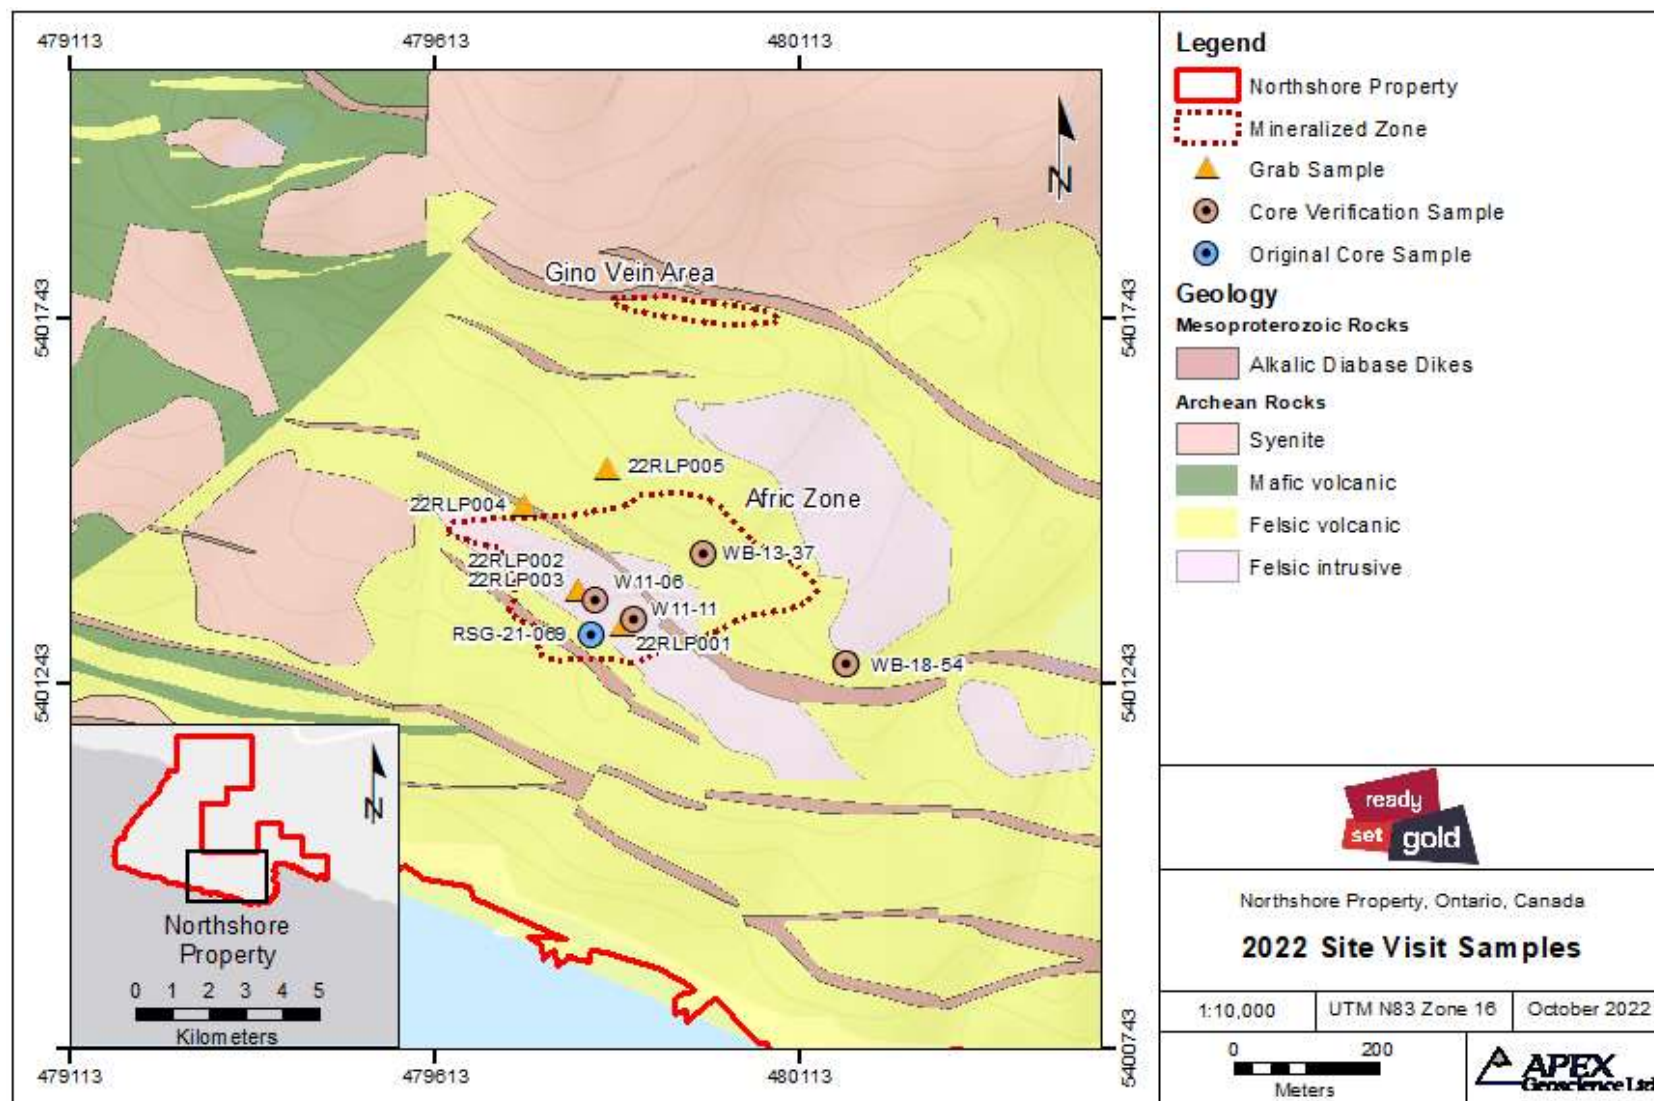 479113
479613
480113
Gino Vein Area
5401743
5401743
22RLP005
Afric Zone
22RLP004
WB-13-37
22RLP002
22RLP003
W11-06
W11-11
RSG-21-069
22RLP001
WB-18-54
5401243
5401243
5400743
N
N
Northshore
Property
0 1 2 3 4 5
Kilometers
479113
479613
480113
Legend
Northshore Property
Mineralized Zone
Grab Sample
Core Verification Sample
Original Core Sample
Geology
Mesoproterozoic Rocks
Alkalic Diabase Dikes
Archean Rocks
Syenite
Mafic volcanic
Felsic volcanic
Felsic intrusive
ready
set gold
Northshore Property, Ontario, Canada
2022 Site Visit Samples
1:10,000
UTM N83 Zone 16
October 2022
0 200
Meters
APEX
Geoscience Ltd